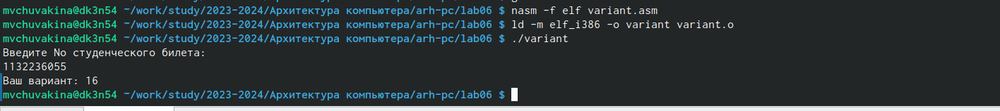 mvchuvakina@dk3n54 ~/work/study/2023-2024/Архитектура компьютера/arh-pc/lab06 $ nasm -f elf variant.asm
mvchuvakina@dk3n54 ~/work/study/2023-2024/Архитектура компьютера/arh-pc/lab06 $ ld -m elf_i386 -o variant variant.o
mvchuvakina@dk3n54 ~/work/study/2023-2024/Архитектура компьютера/arh-pc/lab06 $ ./variant
Введите No студенческого билета:
1132236055
Ваш вариант: 16
mvchuvakina@dk3n54 ~/work/study/2023-2024/Архитектура компьютера/arh-pc/lab06 $